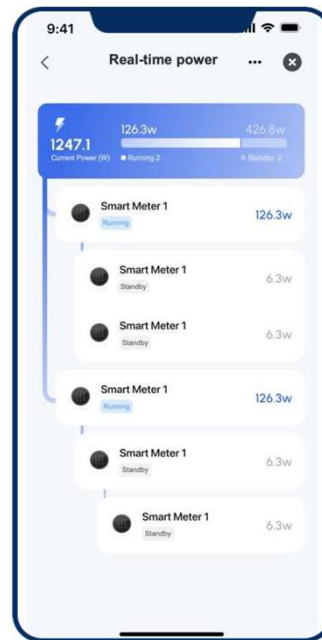 9:41
Real-time power
126.3w 426.8w
1247.1
Current Power (W) Running 2 Standby 2
Smart Meter 1
Running
126.3w
Smart Meter 1
Standby
6.3w
Smart Meter 1
Standby
6.3w
Smart Meter 1
Running
126.3w
Smart Meter 1
Standby
6.3w
Smart Meter 1
Standby
6.3w